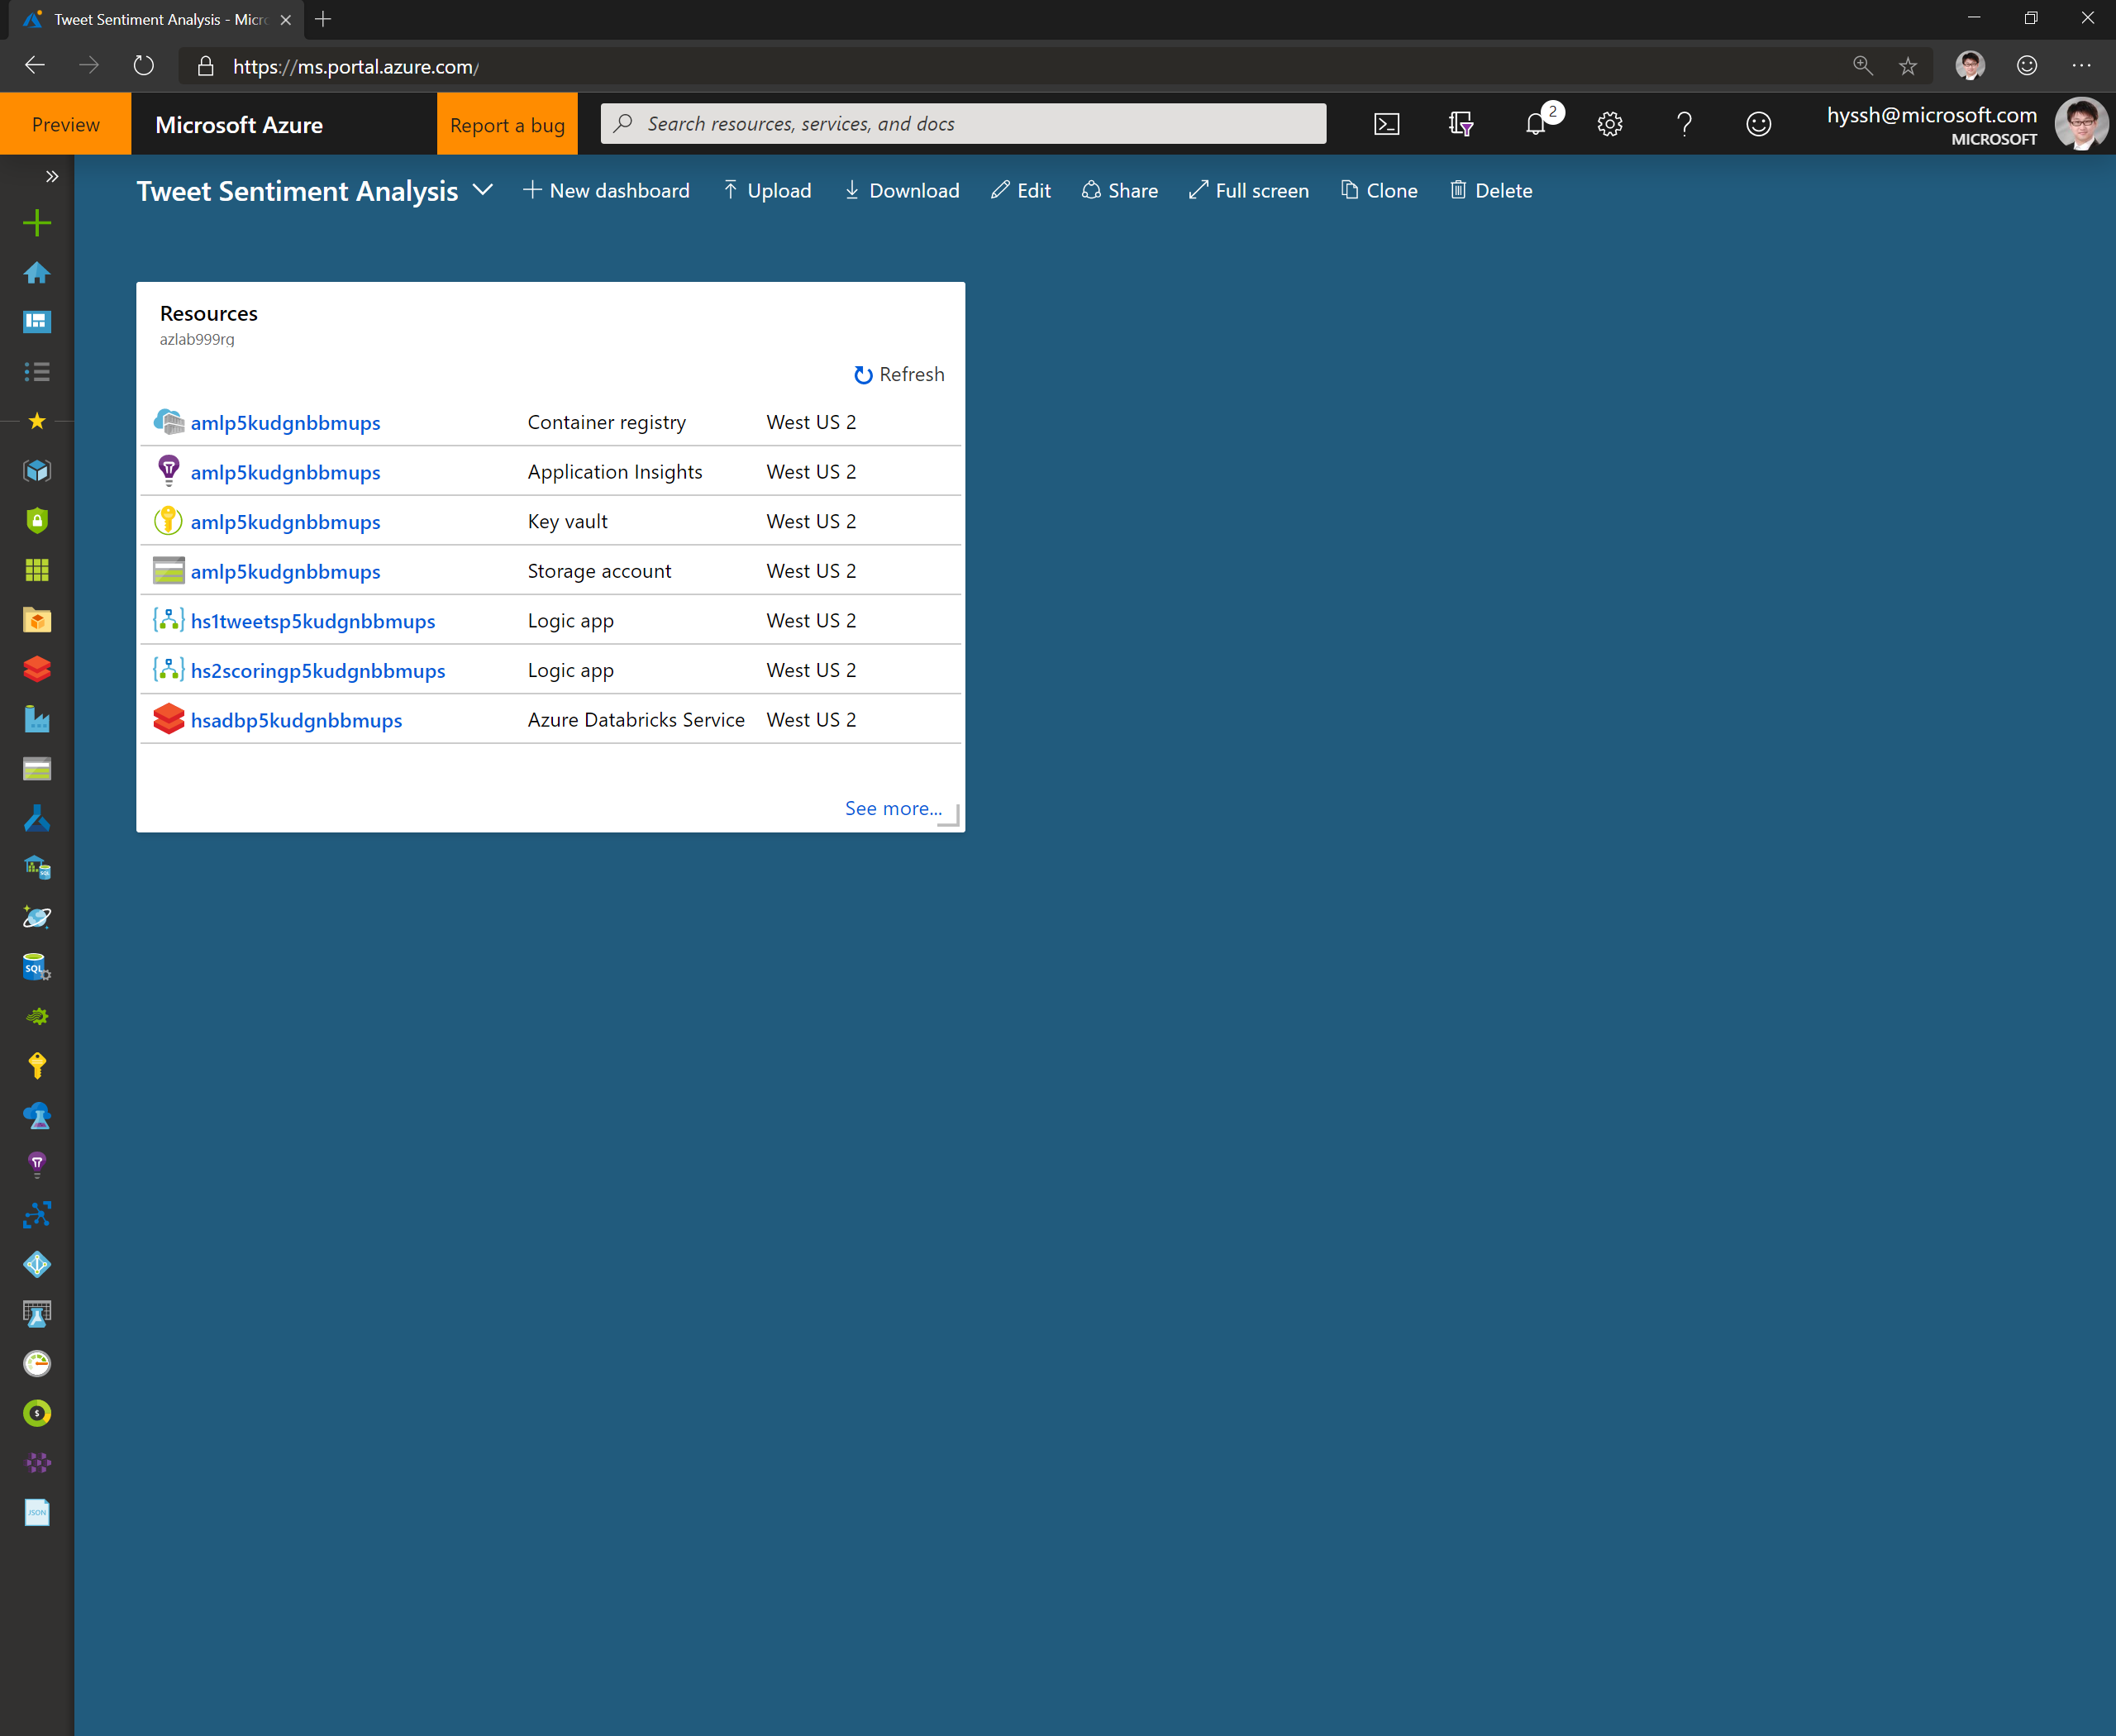 Tweet Sentiment Analysis - Micro
https://ms.portal.azure.com/
Preview
Microsoft Azure
Report a bug
Search resources, services, and docs
2
hyssh@microsoft.com
MICROSOFT
Tweet Sentiment Analysis
New dashboard
Upload
Download
Edit
Share
Full screen
Clone
Delete
Resources
azlab999rg
Refresh
amlp5kudgnbbmups Container registry West US 2
amlp5kudgnbbmups Application Insights West US 2
amlp5kudgnbbmups Key vault West US 2
amlp5kudgnbbmups Storage account West US 2
hs1tweetsp5kudgnbbmups Logic app West US 2
hs2scoringp5kudgnbbmups Logic app West US 2
hsadbp5kudgnbbmups Azure Databricks Service West US 2
See more...
SQL
SQL
$
JSON